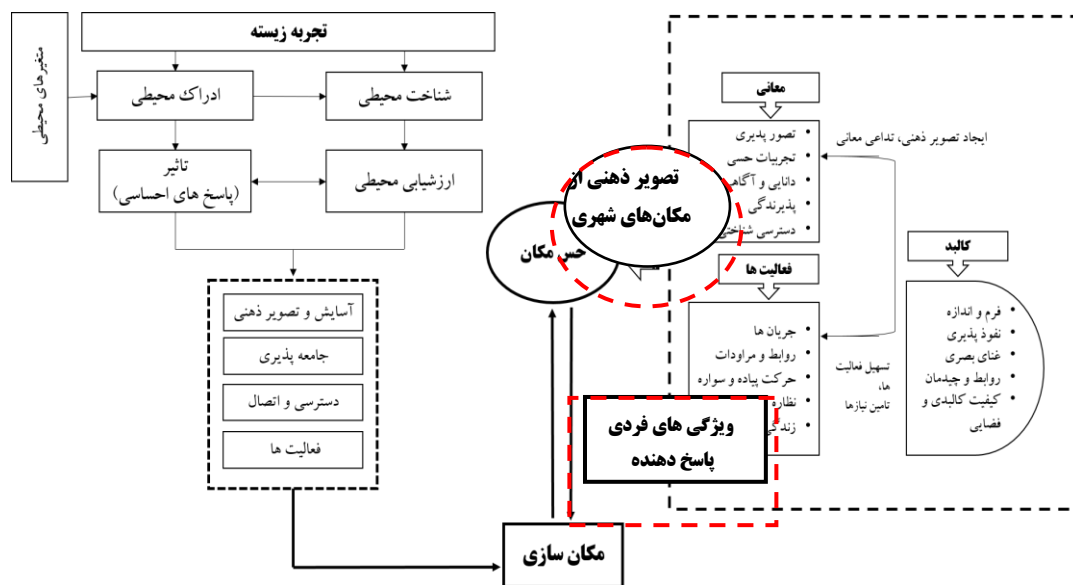 تجربه زیسته
متغیرهای محیطی
ادراک محیطی
شناخت محیطی
تاثیر
(پاسخ های احساسی)
ارزشیابی محیطی
آسایش و تصویر ذهنی
جامعه پذیری
دسترسی و اتصال
فعالیت ها
مکان سازی
حس مکان
تصویر ذهنی از
مکان‌های شهری
ویژگی های فردی
پاسخ دهنده
معانی
• تصور پذیری
• تجربیات حسی
• دانایی و
• پذیرندگی
• دسترسی
ایجاد تصویر ذهنی، تداعی معانی
فعالیت ها
• جریان ها
• روابط و مراودات
• حرکت پیاده و سواره
• نظاره
•
تسهیل فعالیت
ها،
تامین نیازها
کالبد
• فرم و اندازه
• نفوذ پذیری
• غنای بصری
• روابط و چیدمان
• کیفیت کالبدی و
فضایی